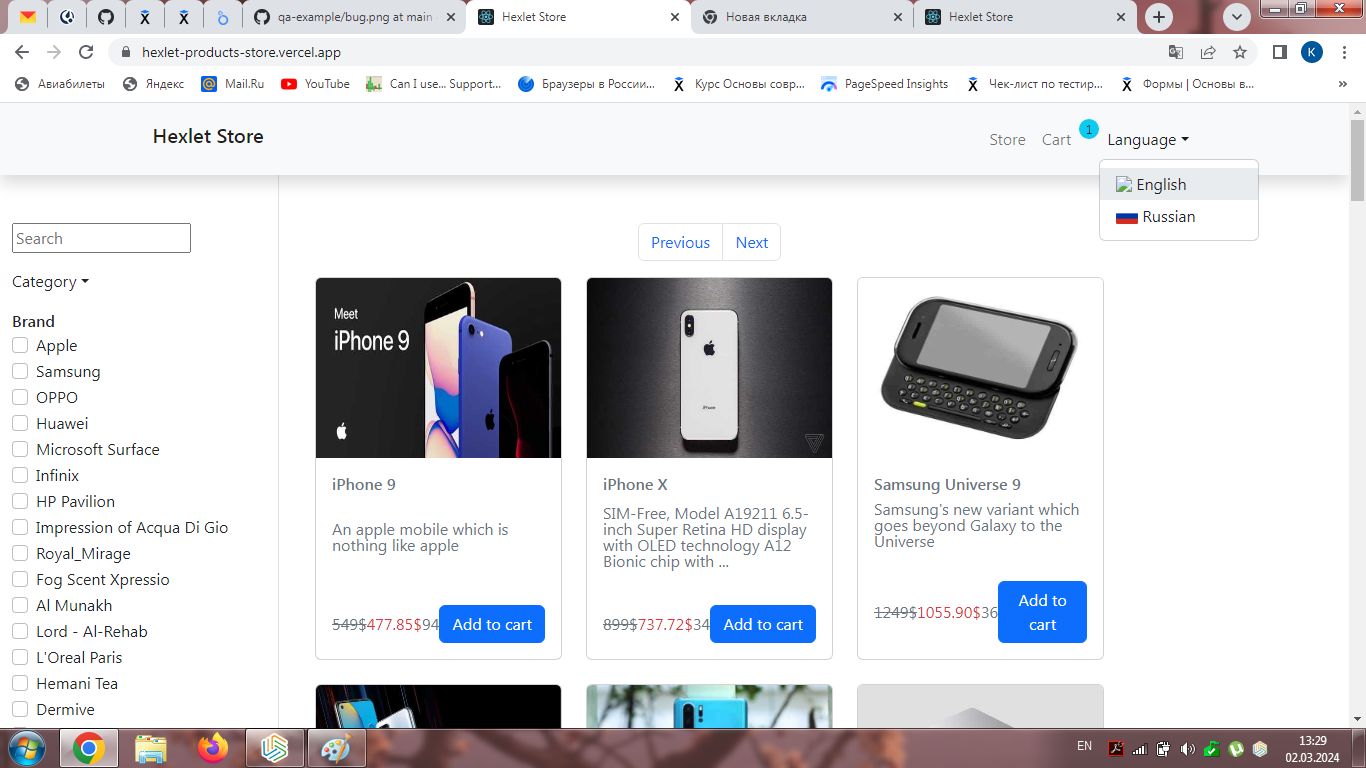 qa-example/bug.png at main
Hexlet Store
Новая вкладка
Hexlet Store
hexlet-products-store.vercel.app
K
Авиабилеты
Яндекс
Mail.Ru
YouTube
Can I use... Support...
Браузеры в России...
Курс Основы совр...
PageSpeed Insights
Чек-лист по тестир...
Формы | Основы в...
»
Hexlet Store
Store
Cart
1
Language
English
Russian
Search
Previous
Next
Category
Brand
Apple
Samsung
OPPO
Huawei
Microsoft Surface
Infinix
HP Pavilion
Impression of Acqua Di Gio
Royal_Mirage
Fog Scent Xpressio
Al Munakh
Lord - Al-Rehab
L'Oreal Paris
Hemani Tea
Dermive
Meet
iPhone 9
iPhone 9
An apple mobile which is
nothing like apple
549$477.85$94
Add to cart
iPhone
iPhone X
SIM-Free, Model A19211 6.5-
inch Super Retina HD display
with OLED technology A12
Bionic chip with ...
899$737.72$34
Add to cart
Samsung Universe 9
Samsung's new variant which
goes beyond Galaxy to the
Universe
1249$1055.90$36
Add to
cart
EN
13:29
02.03.2024